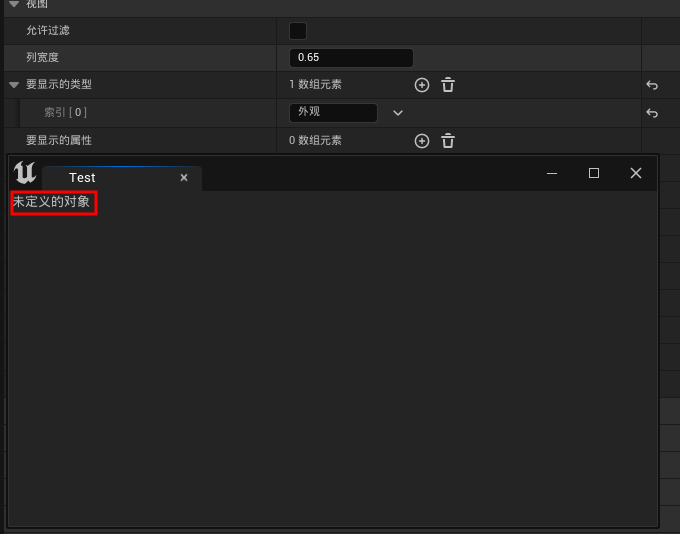 视图
允许过滤
列宽度 0.65
要显示的类型 1 数组元素
索引 [ 0 ] 外观
要显示的属性 0 数组元素
Test
未定义的对象